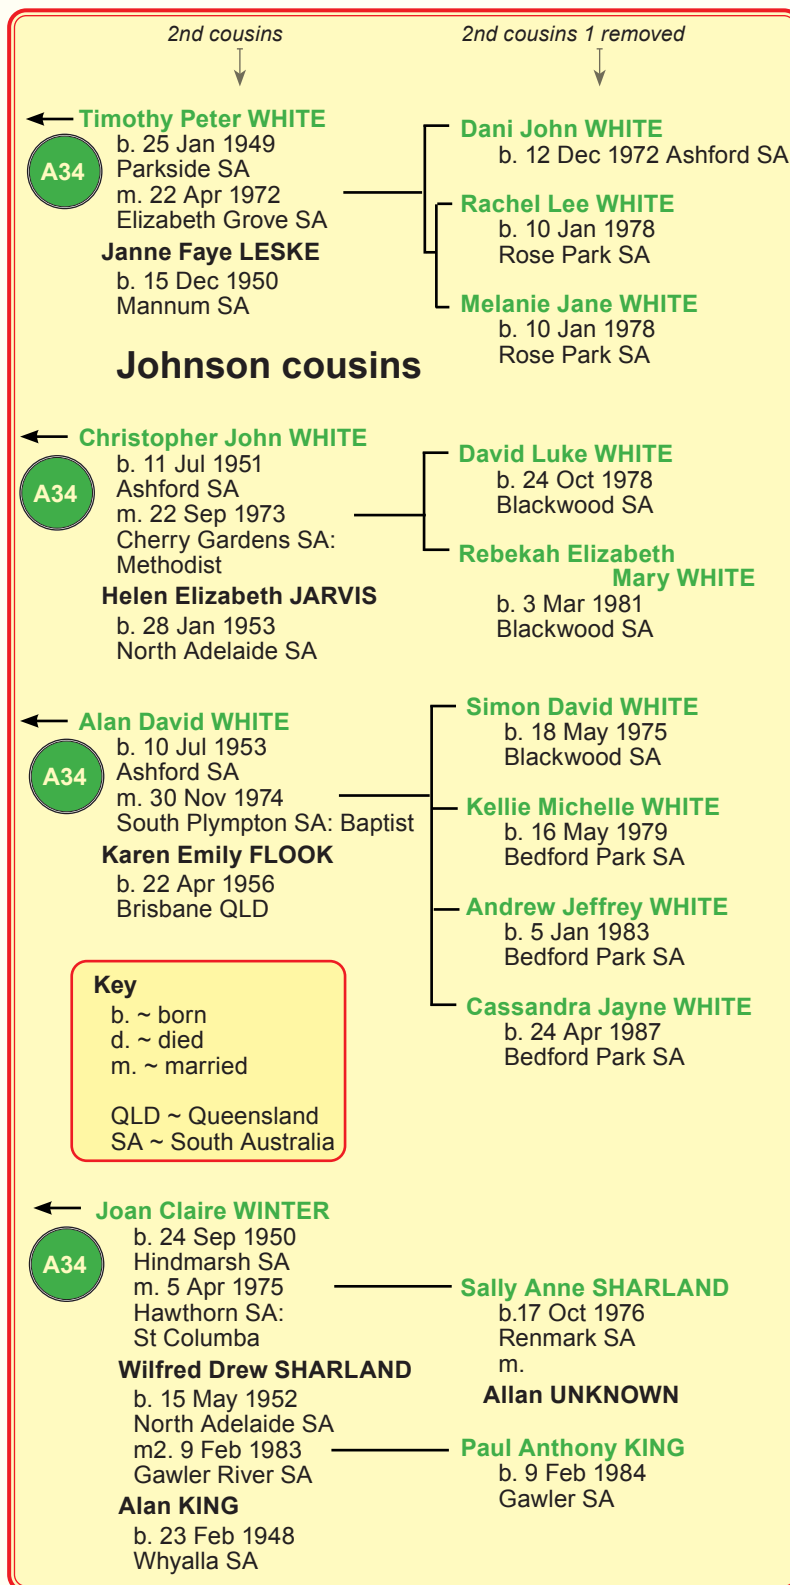 2nd cousins
2nd cousins 1 removed
Timothy Peter WHITE
A34
b. 25 Jan 1949
Parkside SA
m. 22 Apr 1972
Elizabeth Grove SA
Janne Faye LESKE
b. 15 Dec 1950
Mannum SA
Dani John WHITE
b. 12 Dec 1972 Ashford SA
Rachel Lee WHITE
b. 10 Jan 1978
Rose Park SA
Melanie Jane WHITE
b. 10 Jan 1978
Rose Park SA
Johnson cousins
Christopher John WHITE
A34
b. 11 Jul 1951
Ashford SA
m. 22 Sep 1973
Cherry Gardens SA:
Methodist
Helen Elizabeth JARVIS
b. 28 Jan 1953
North Adelaide SA
David Luke WHITE
b. 24 Oct 1978
Blackwood SA
Rebekah Elizabeth
Mary WHITE
b. 3 Mar 1981
Blackwood SA
Alan David WHITE
A34
b. 10 Jul 1953
Ashford SA
m. 30 Nov 1974
South Plympton SA: Baptist
Karen Emily FLOOK
b. 22 Apr 1956
Brisbane QLD
Simon David WHITE
b. 18 May 1975
Blackwood SA
Kellie Michelle WHITE
b. 16 May 1979
Bedford Park SA
Andrew Jeffrey WHITE
b. 5 Jan 1983
Bedford Park SA
Cassandra Jayne WHITE
b. 24 Apr 1987
Bedford Park SA
Key
b. ~ born
d. ~ died
m. ~ married
QLD ~ Queensland
SA ~ South Australia
Joan Claire WINTER
A34
b. 24 Sep 1950
Hindmarsh SA
m. 5 Apr 1975
Hawthorn SA:
St Columba
Wilfred Drew SHARLAND
b. 15 May 1952
North Adelaide SA
m2. 9 Feb 1983
Gawler River SA
Alan KING
b. 23 Feb 1948
Whyalla SA
Sally Anne SHARLAND
b.17 Oct 1976
Renmark SA
m.
Allan UNKNOWN
Paul Anthony KING
b. 9 Feb 1984
Gawler SA